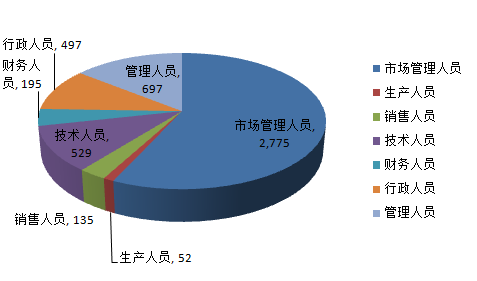 行政人员, 497
财务人
员, 195
管理人员,
697
市场管理人员,
2,775
技术人员,
529
销售人员, 135
生产人员, 52
市场管理人员
生产人员
销售人员
技术人员
财务人员
行政人员
管理人员